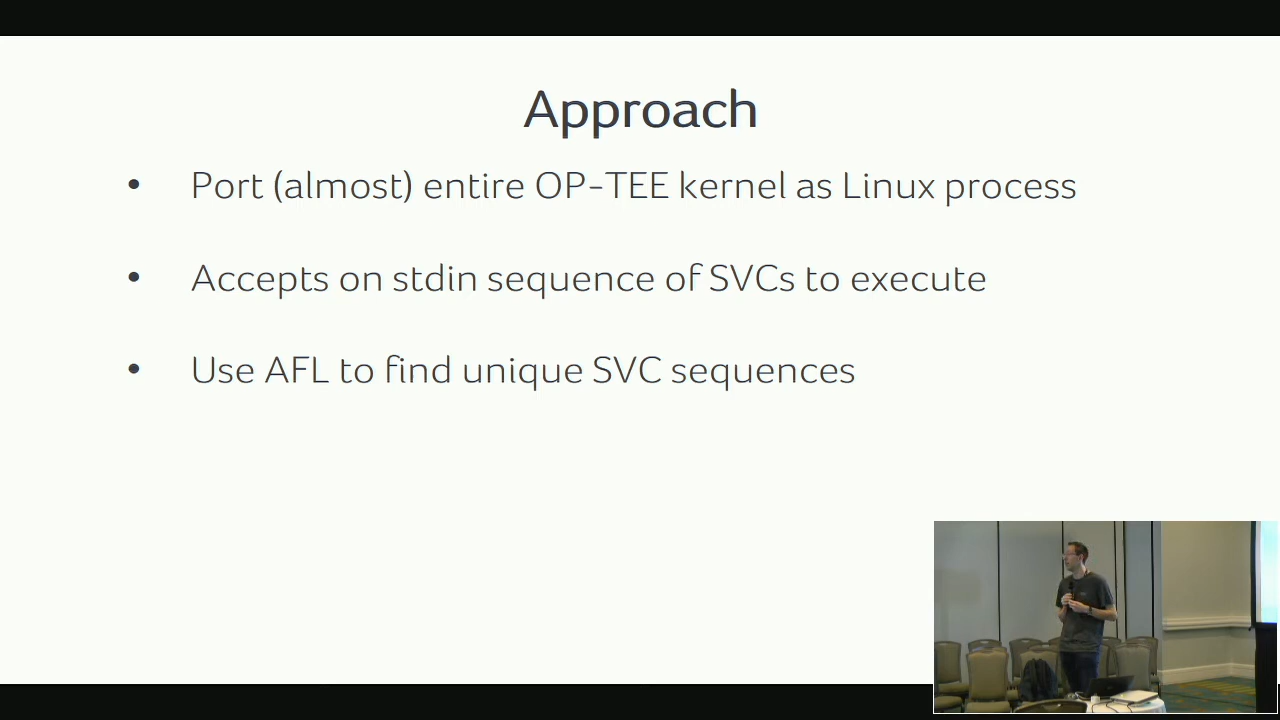 Approach
• Port (almost) entire OP-TEE kernel as Linux process
• Accepts on stdin sequence of SVCs to execute
• Use AFL to find unique SVC sequences